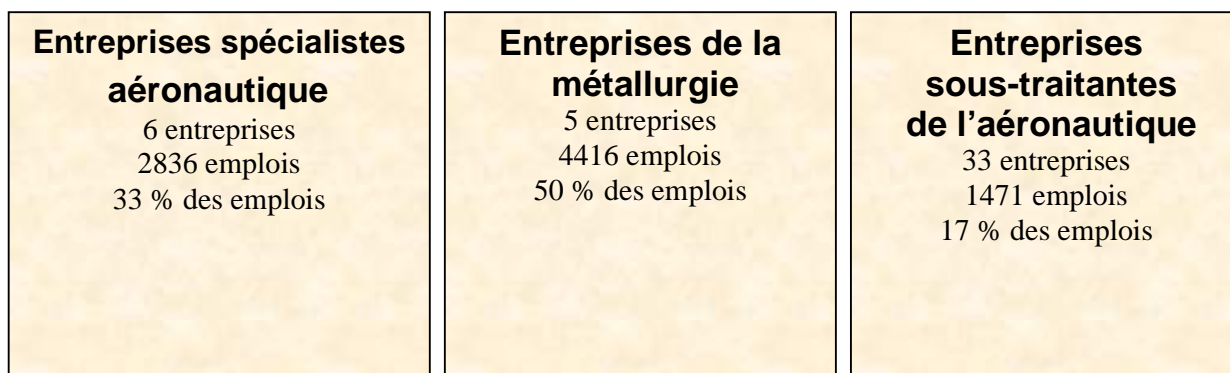 Entreprises spécialistes
aéronautique
6 entreprises
2836 emplois
33 % des emplois
Entreprises de la
métallurgie
5 entreprises
4416 emplois
50 % des emplois
Entreprises
sous-traitantes
de l’aéronautique
33 entreprises
1471 emplois
17 % des emplois